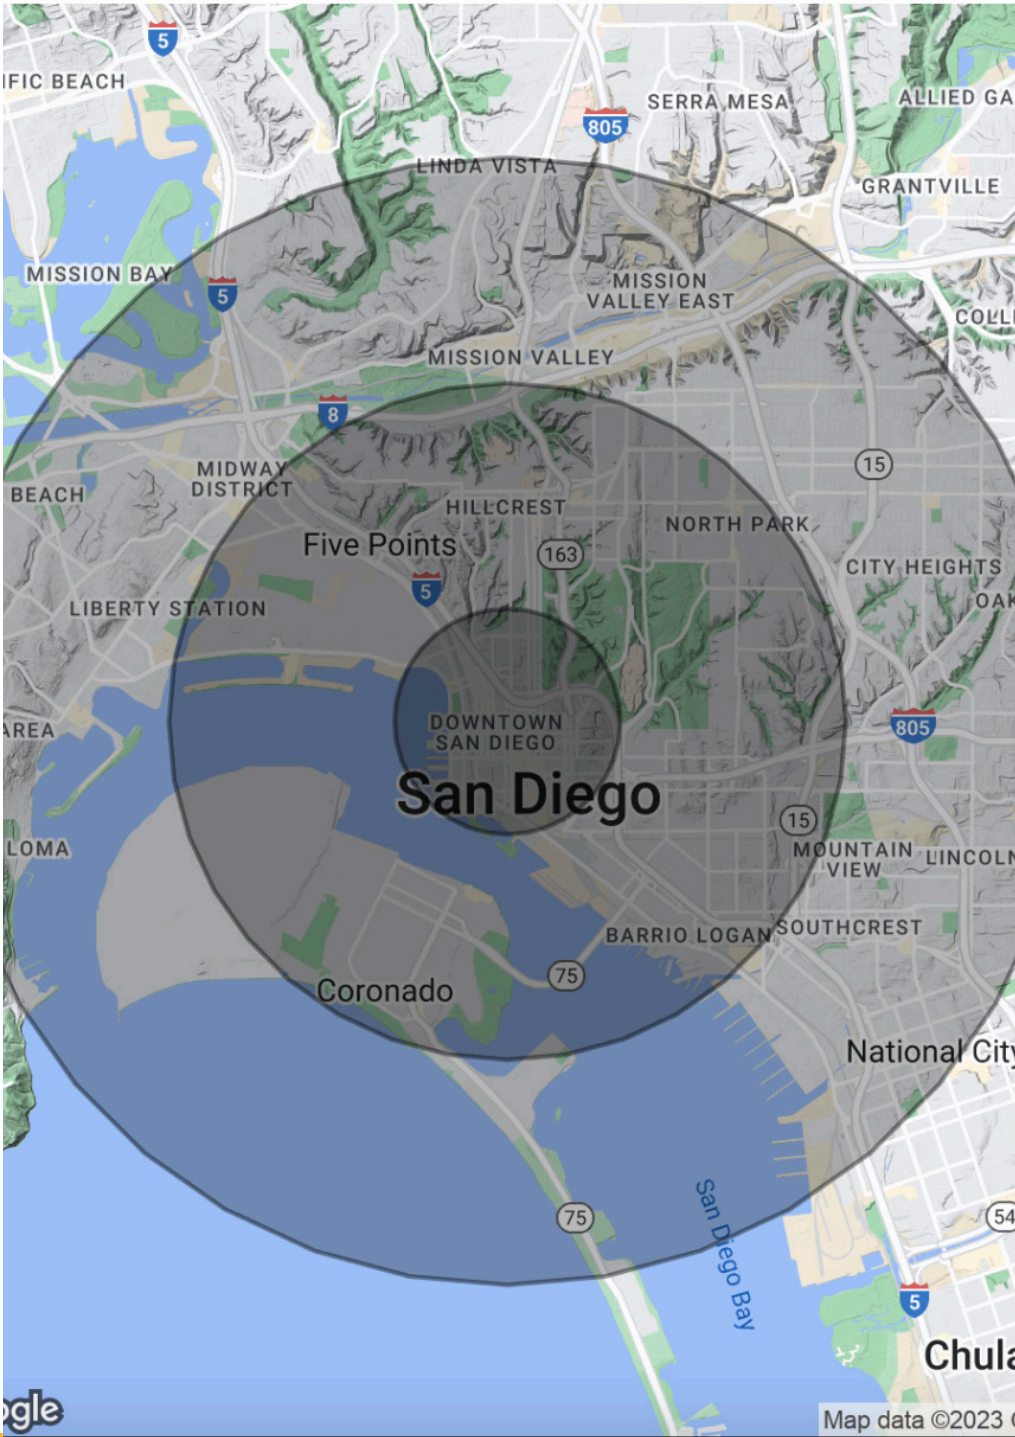 5
IFIC BEACH
SERRA MESA
ALLIED GA
805
LINDA VISTA
GRANTVILLE
MISSION BAY
5
MISSION
VALLEY EAST
COLL
MISSION VALLEY
8
MIDWAY
DISTRICT
15
BEACH
HILLCREST
NORTH PARK
Five Points
163
CITY HEIGHTS
5
OAK
LIBERTY STATION
AREA
DOWNTOWN
SAN DIEGO
805
San Diego
15
LOMA
MOUNTAIN
VIEW
LINCOLN
BARRIO LOGAN
SOUTHCREST
75
Coronado
National City
75
San Diego Bay
54
5
Chula
ogle
Map data ©2023 G